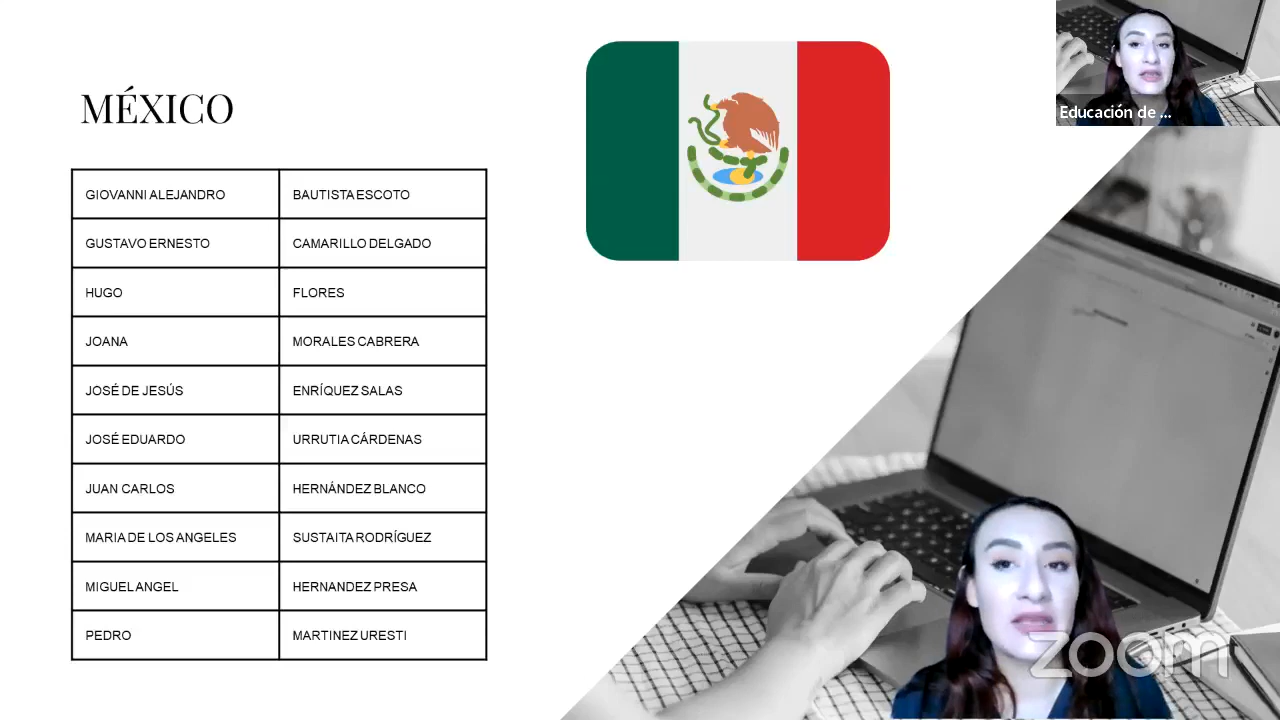 MÉXICO
GIOVANNI ALEJANDRO BAUTISTA ESCOTO
GUSTAVO ERNESTO CAMARILLO DELGADO
HUGO FLORES
JOANA MORALES CABRERA
JOSÉ DE JESÚS ENRÍQUEZ SALAS
JOSÉ EDUARDO URRUTIA CÁRDENAS
JUAN CARLOS HERNÁNDEZ BLANCO
MARIA DE LOS ANGELES SUSTAITA RODRÍGUEZ
MIGUEL ANGEL HERNANDEZ PRESA
PEDRO MARTINEZ URESTI
Educación de ...
zoom